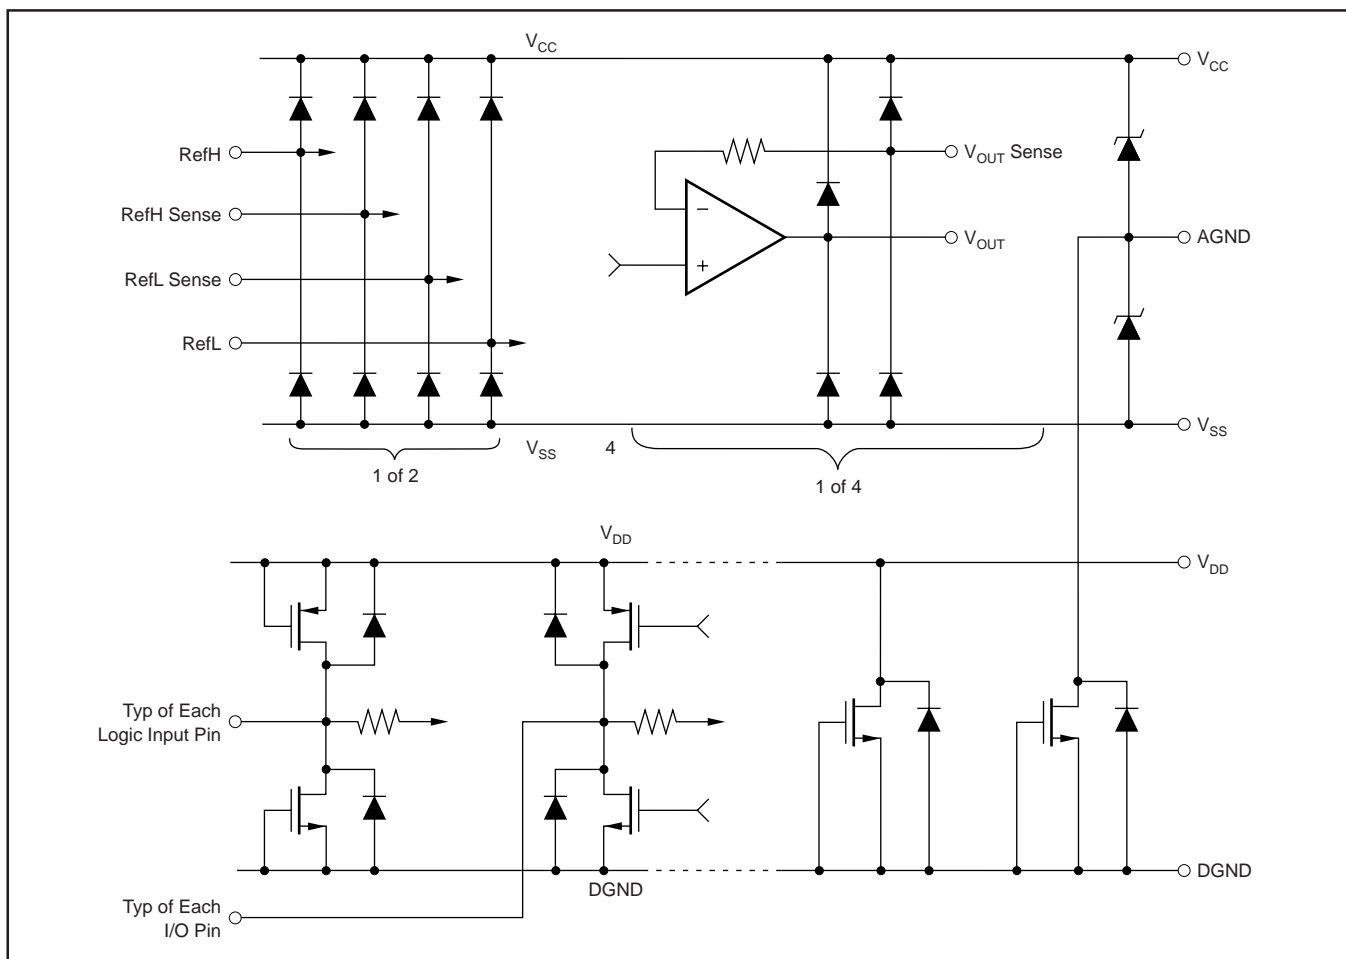 V_CC
V_CC
RefH
V_OUT Sense
RefH Sense
−
V_OUT
AGND
+
RefL Sense
RefL
V_SS
V_SS
4
1 of 2
1 of 4
V_DD
V_DD
Typ of Each
Logic Input Pin
DGND
DGND
Typ of Each
I/O Pin